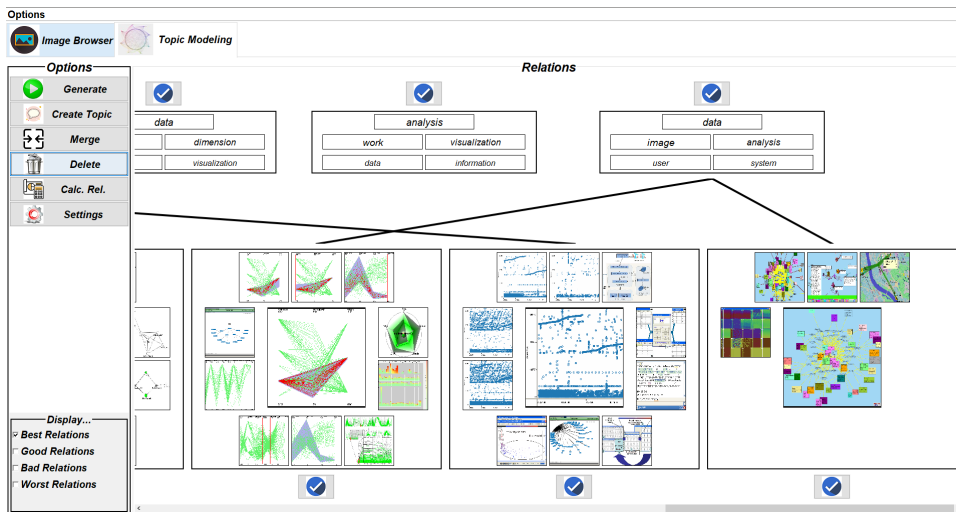 Options
Image Browser
Topic Modeling
Options
Generate
Create Topic
Merge
Delete
Calc. Rel.
Settings
Relations
data
dimension
visualization
analysis
work visualization
data information
data
image analysis
user system
Display...
Best Relations
Good Relations
Bad Relations
Worst Relations